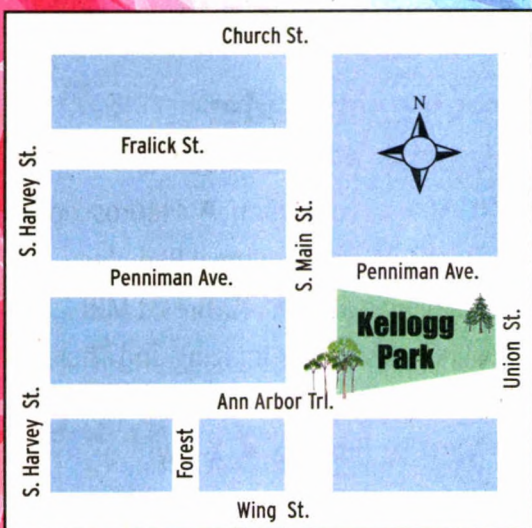 Church St.
N
Fralick St.
S. Harvey St.
S. Main St.
Penniman Ave.
Penniman Ave.
Kellogg
Park
Union St.
Ann Arbor Trl.
S. Harvey St.
Forest
Wing St.